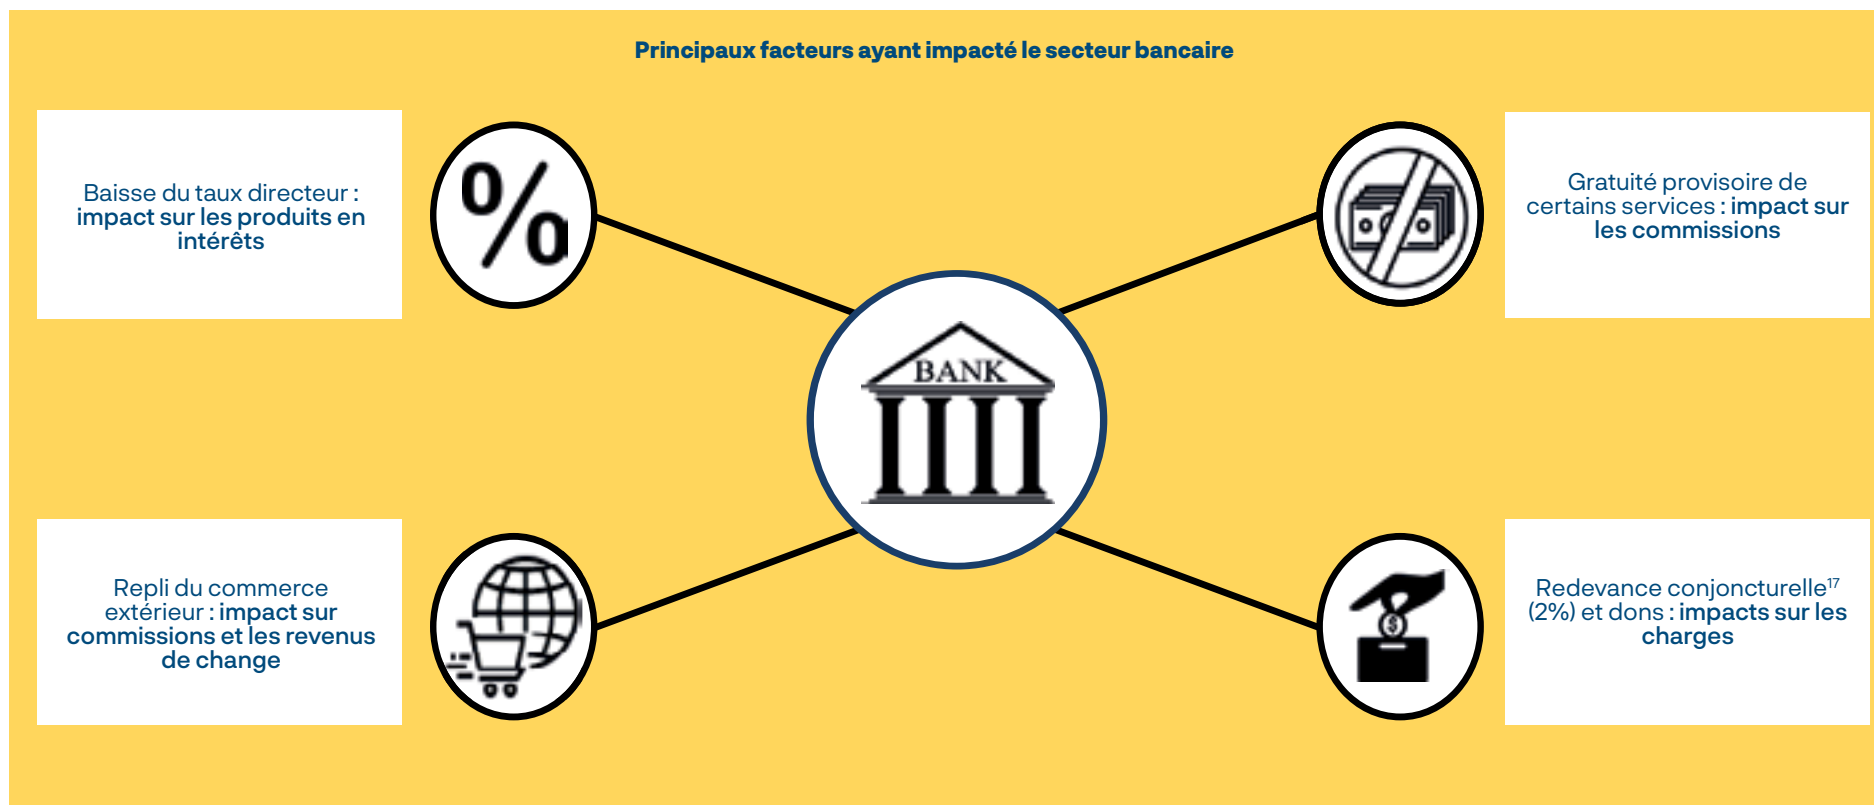 Principaux facteurs ayant impacté le secteur bancaire
Baisse du taux directeur :
impact sur les produits en
intérêts
Gratuité provisoire de
certains services : impact sur
les commissions
BANK
Repli du commerce
extérieur : impact sur
commissions et les revenus
de change
Redevance conjoncturelle¹⁷
(2%) et dons : impacts sur les
charges